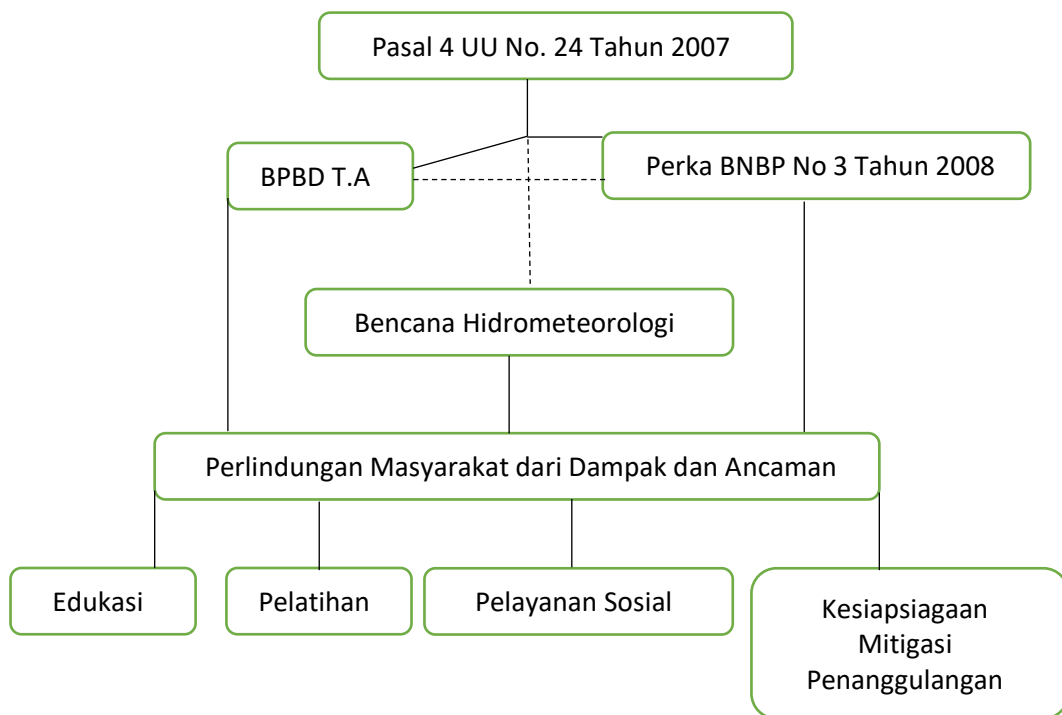 Pasal 4 UU No. 24 Tahun 2007
BPBD T.A
Perka BNBP No 3 Tahun 2008
Bencana Hidrometeorologi
Perlindungan Masyarakat dari Dampak dan Ancaman
Edukasi
Pelatihan
Pelayanan Sosial
Kesiapsiagaan
Mitigasi
Penanggulangan